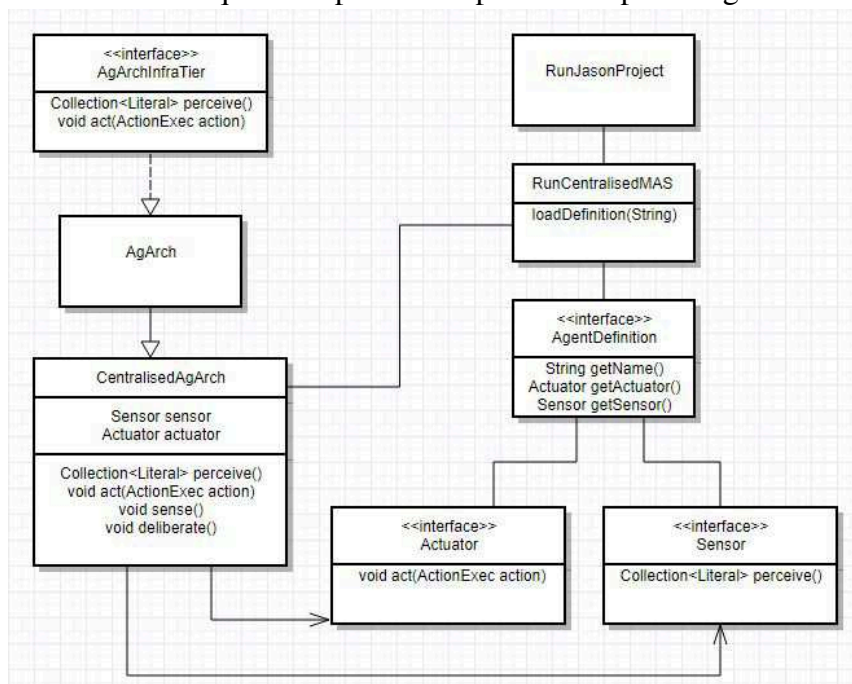 <<interface>>
AgArchInfraTier
Collection<Literal> perceive()
void act(ActionExec action)
RunJasonProject
RunCentralisedMAS
loadDefinition(String)
AgArch
<<interface>>
AgentDefinition
String getName()
Actuator getActuator()
Sensor getSensor()
CentralisedAgArch
Sensor sensor
Actuator actuator
Collection<Literal> perceive()
void act(ActionExec action)
void sense()
void deliberate()
<<interface>>
Actuator
void act(ActionExec action)
<<interface>>
Sensor
Collection<Literal> perceive()